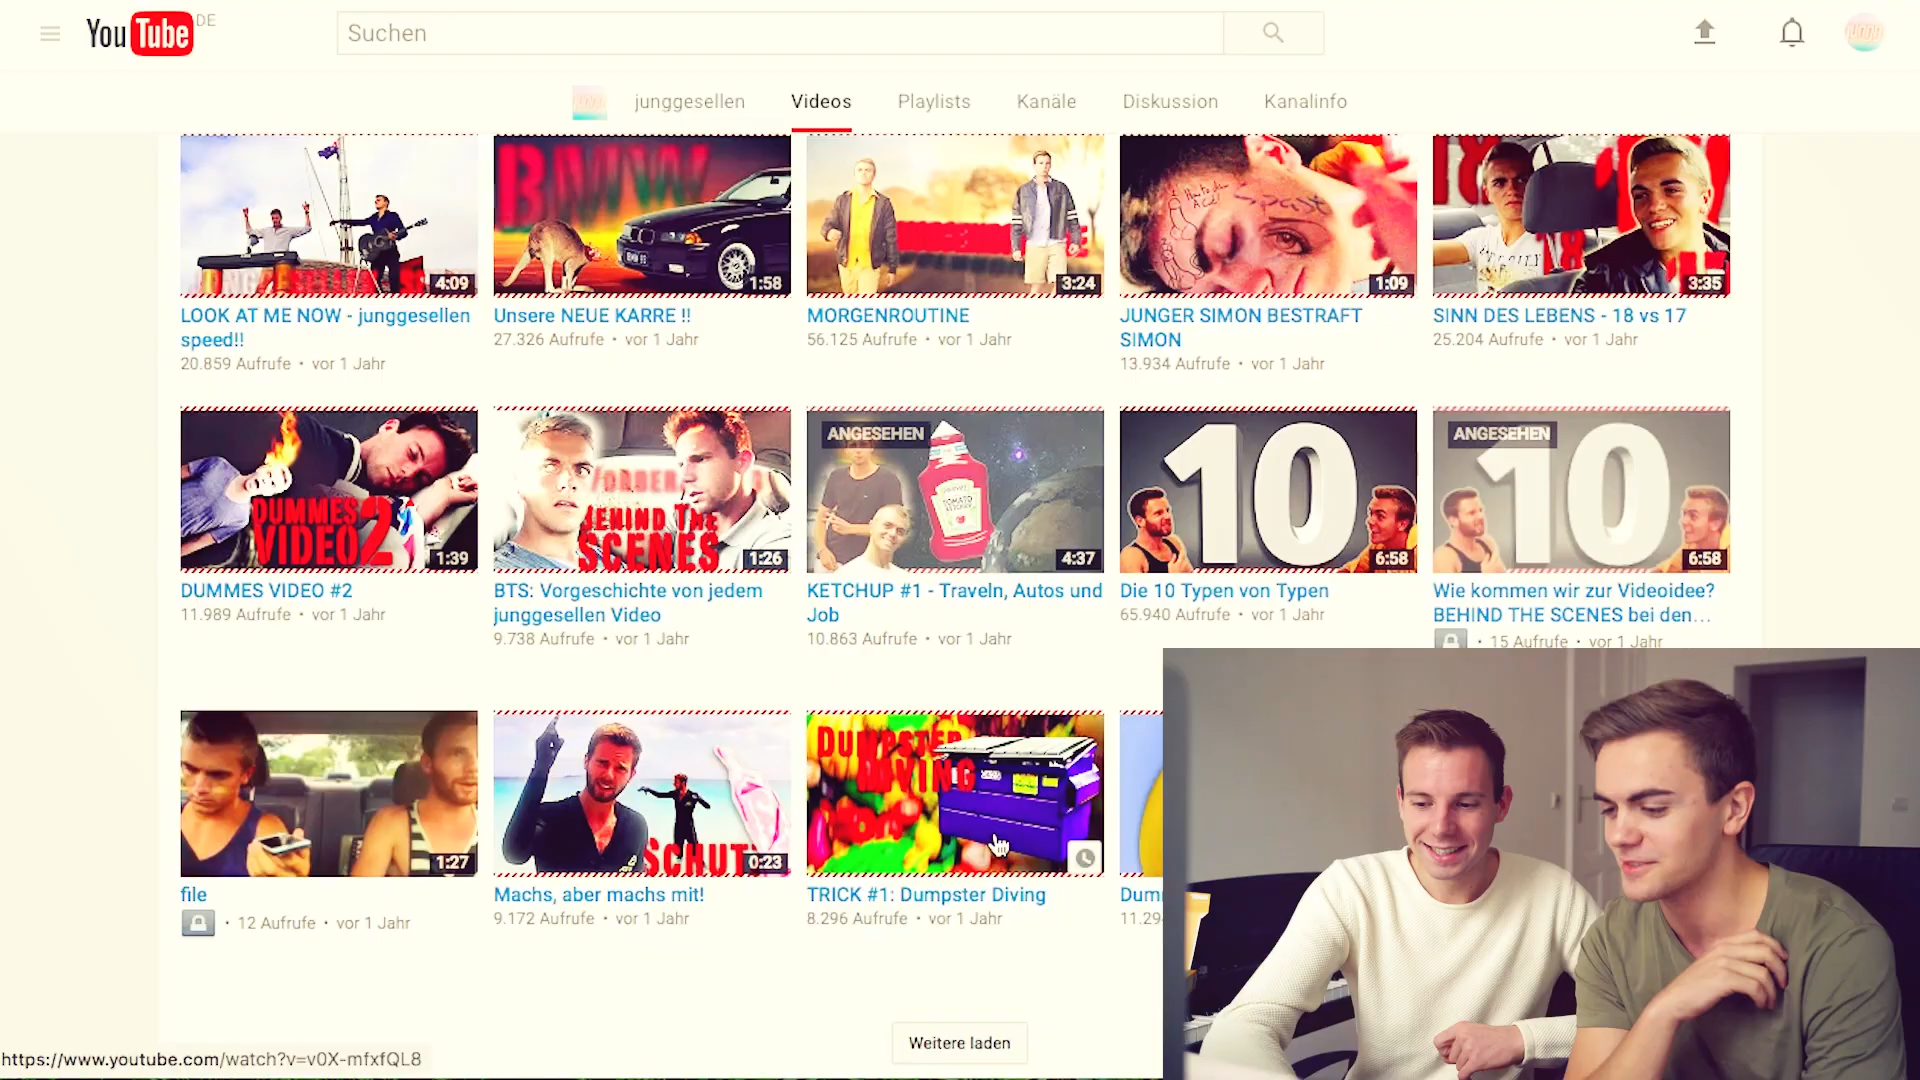 YouTube DE
Suchen
junggesellen Videos Playlists Kanäle Diskussion Kanalinfo
4:09
BMW
1:58
3:24
1:09
3:35
LOOK AT ME NOW - junggesellen
speed!!
20.859 Aufrufe • vor 1 Jahr
Unsere NEUE KARRE !!
27.326 Aufrufe • vor 1 Jahr
MORGENROUTINE
56.125 Aufrufe • vor 1 Jahr
JUNGER SIMON BESTRAFT
SIMON
13.934 Aufrufe • vor 1 Jahr
SINN DES LEBENS - 18 vs 17
25.204 Aufrufe • vor 1 Jahr
DUMMES
VIDEO 2
1:39
BEHIND THE
SCENES
1:26
ANGESEHEN
TOMATO
KETCHUP
4:37
10
6:58
ANGESEHEN
10
6:58
DUMMES VIDEO #2
11.989 Aufrufe • vor 1 Jahr
BTS: Vorgeschichte von jedem
junggesellen Video
9.738 Aufrufe • vor 1 Jahr
KETCHUP #1 - Traveln, Autos und
Job
10.863 Aufrufe • vor 1 Jahr
Die 10 Typen von Typen
65.940 Aufrufe • vor 1 Jahr
Wie kommen wir zur Videoidee?
BEHIND THE SCENES bei den...
• 15 Aufrufe • vor 1 Jahr
1:27
SCHUTZ
0:23
DUMPSTER
DIVING
file
• 12 Aufrufe • vor 1 Jahr
Machs, aber machs mit!
9.172 Aufrufe • vor 1 Jahr
TRICK #1: Dumpster Diving
8.296 Aufrufe • vor 1 Jahr
Weitere laden
https://www.youtube.com/watch?v=v0X-mfxfQL8